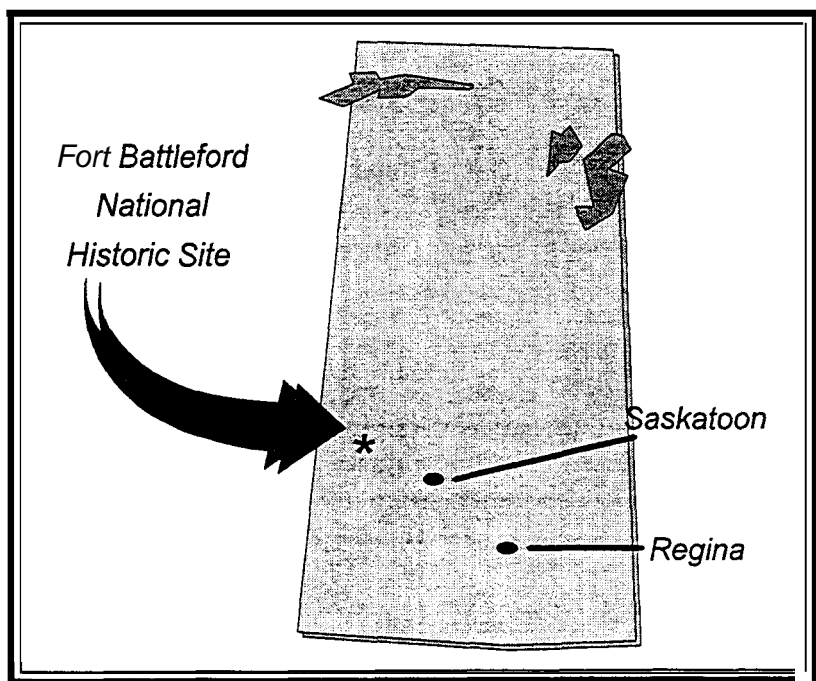 Fort Battleford
National
Historic Site
*
Saskatoon
Regina